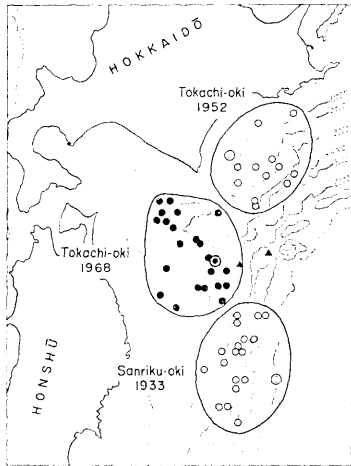 HOKKAIDŌ
Tokachi-oki
1952
Tokachi-oki
1968
Sanriku-oki
1933
HONSHŪ